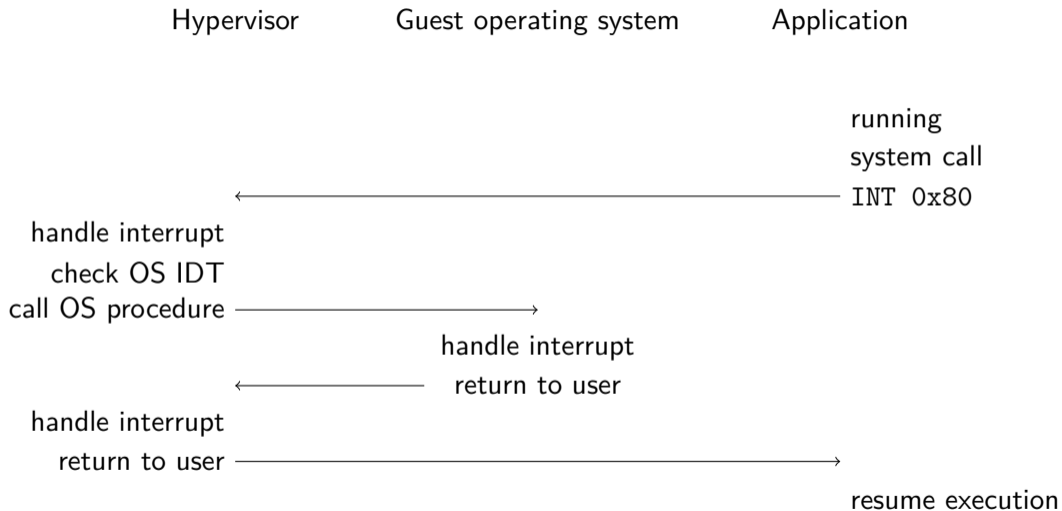 Hypervisor Guest operating system Application
running
system call
INT 0x80
handle interrupt
check OS IDT
call OS procedure
handle interrupt
return to user
handle interrupt
return to user
resume execution